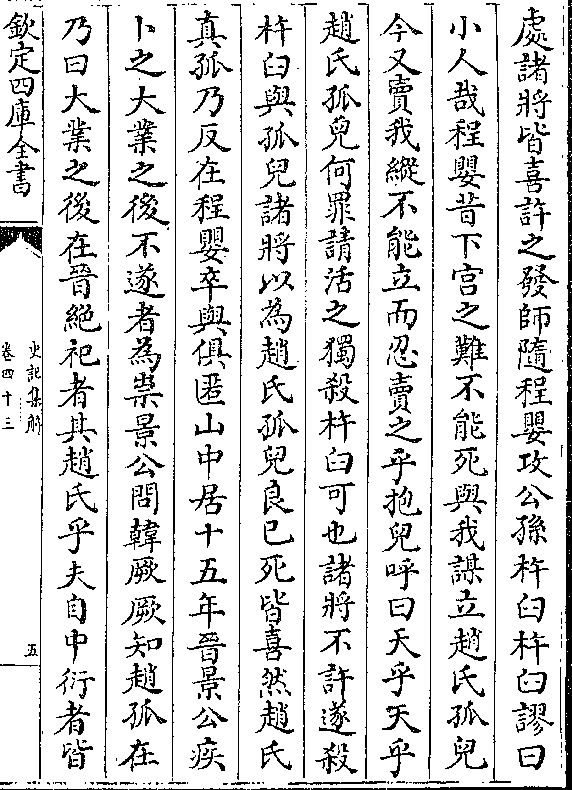 處諸將皆喜許之發師隨程嬰攻公孫杵臼杵臼謬曰
小人哉程嬰昔下宫之難不能死與我謀立趙氏孤兒
今又賣我縱不能立而忍賣之乎抱兒呼曰天乎天乎
趙氏孤兒何罪請活之獨殺杵臼可也諸將不許遂殺
杵臼與孤兒諸將以為趙氏孤兒良已死皆喜然趙氏
真孤乃反在程嬰卒與俱匿山中居十五年晉景公疾
卜之大業之後不遂者為祟景公問韓厥厥知趙孤在
乃曰大業之後在晉絶祀者其趙氏乎夫自中衍者皆
欽定四庫全書
史記集解
卷四十三
五